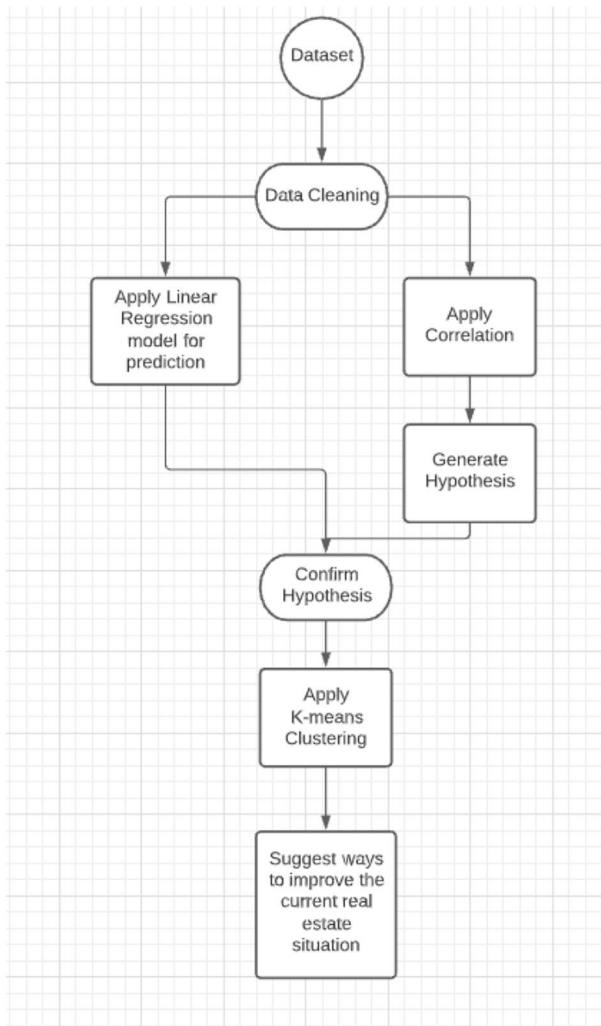 Dataset
Data Cleaning
Apply Linear
Regression
model for
prediction
Apply
Correlation
Generate
Hypothesis
Confirm
Hypothesis
Apply
K-means
Clustering
Suggest ways
to improve the
current real
estate
situation